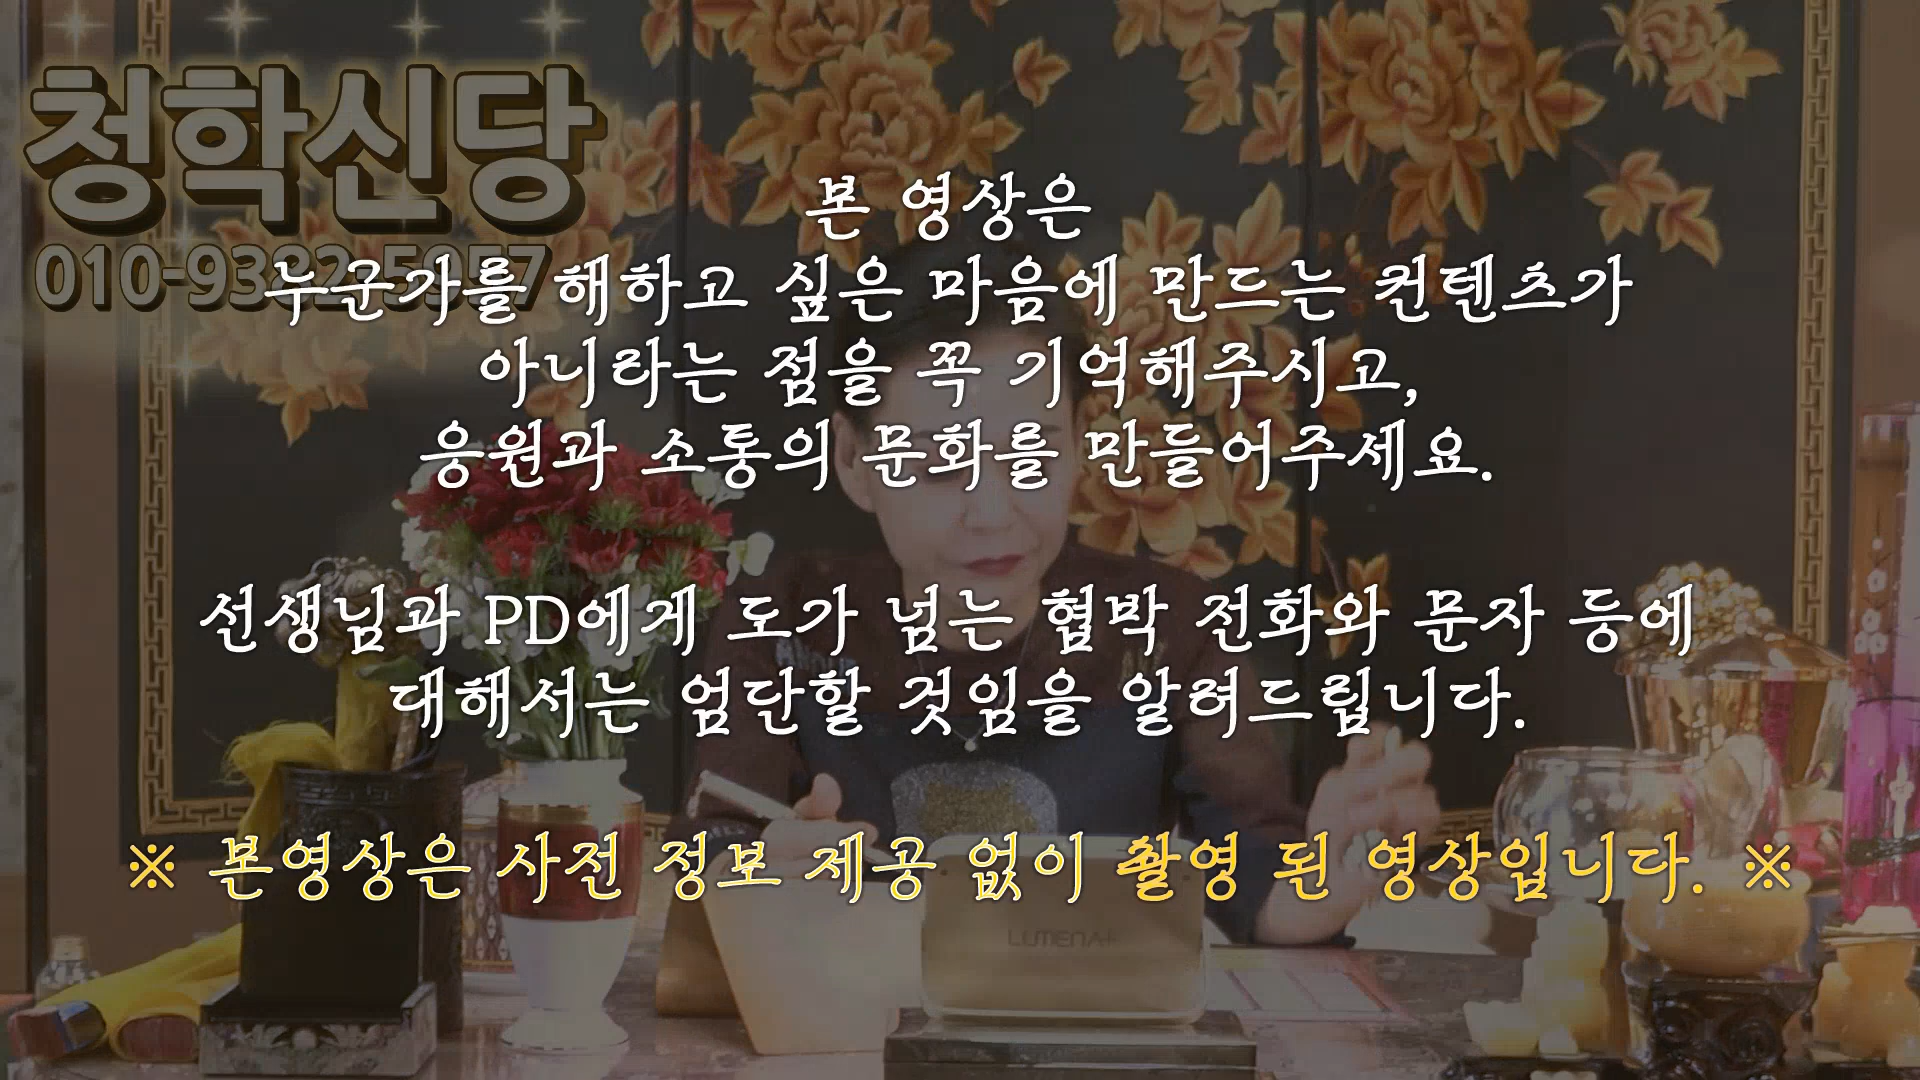 청학신당
본 영상은
누군가를 해하고 싶은 마음에 만드는 컨텐츠가
아니라는 점을 꼭 기억해주시고,
응원과 소통의 문화를 만들어주세요.
선생님과 PD에게 도가 넘는 협박 전화와 문자 등에
대해서는 엄단할 것임을 알려드립니다.
※ 본영상은 사전 정보 제공 없이 촬영 된 영상입니다. ※